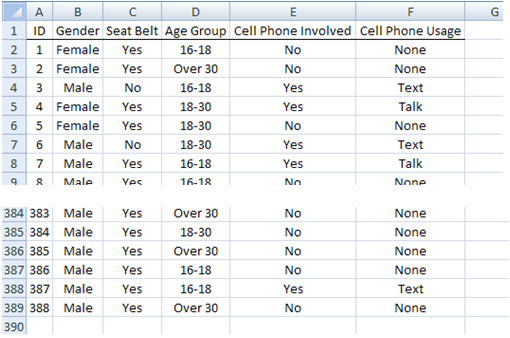 A B C D E F G
1 ID Gender Seat Belt Age Group Cell Phone Involved Cell Phone Usage
2 1 Female Yes 16-18 No None
3 2 Female Yes Over 30 No None
4 3 Male No 16-18 Yes Text
5 4 Female Yes 18-30 Yes Talk
6 5 Female Yes 18-30 No None
7 6 Male No 18-30 Yes Text
8 7 Male Yes 16-18 Yes Talk
9 8 Male Yes 16-18 No None
384 383 Male Yes Over 30 No None
385 384 Male Yes 18-30 No None
386 385 Male Yes Over 30 No None
387 386 Male Yes 16-18 No None
388 387 Male Yes 16-18 Yes Text
389 388 Male Yes Over 30 No None
390